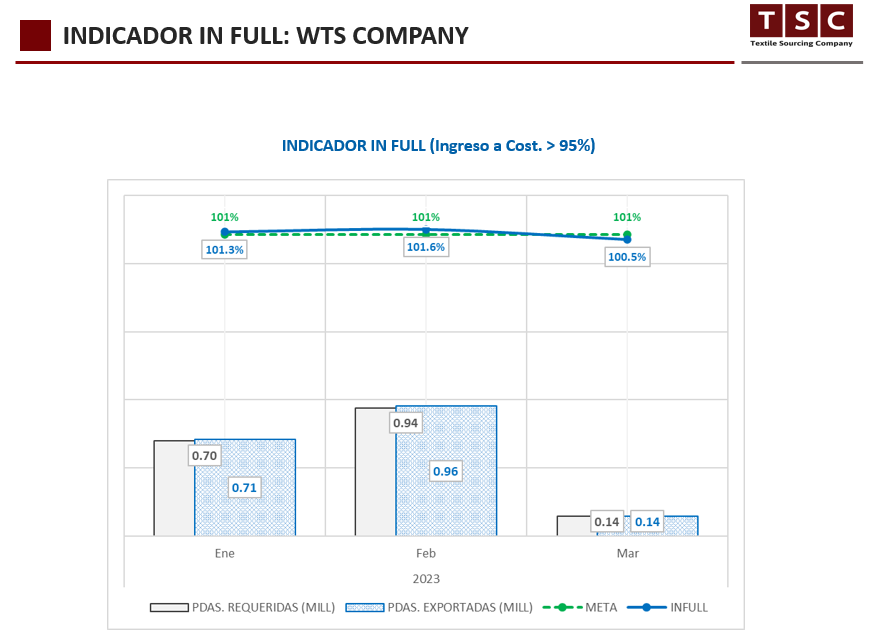 INDICADOR IN FULL: WTS COMPANY
TSC
Textile Sourcing Company
INDICADOR IN FULL (Ingreso a Cost. > 95%)
101% 101% 101%
101.3% 101.6% 100.5%
0.70 0.94 0.14
0.71 0.96 0.14
Ene Feb Mar
2023
PDAS. REQUERIDAS (MILL) PDAS. EXPORTADAS (MILL) META INFULL